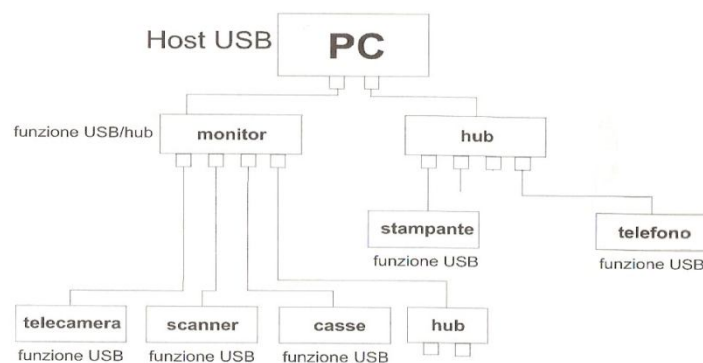 Host USB
PC
funzione USB/hub
monitor
hub
stampante
telefono
funzione USB
funzione USB
telecamera
scanner
casse
hub
funzione USB
funzione USB
funzione USB